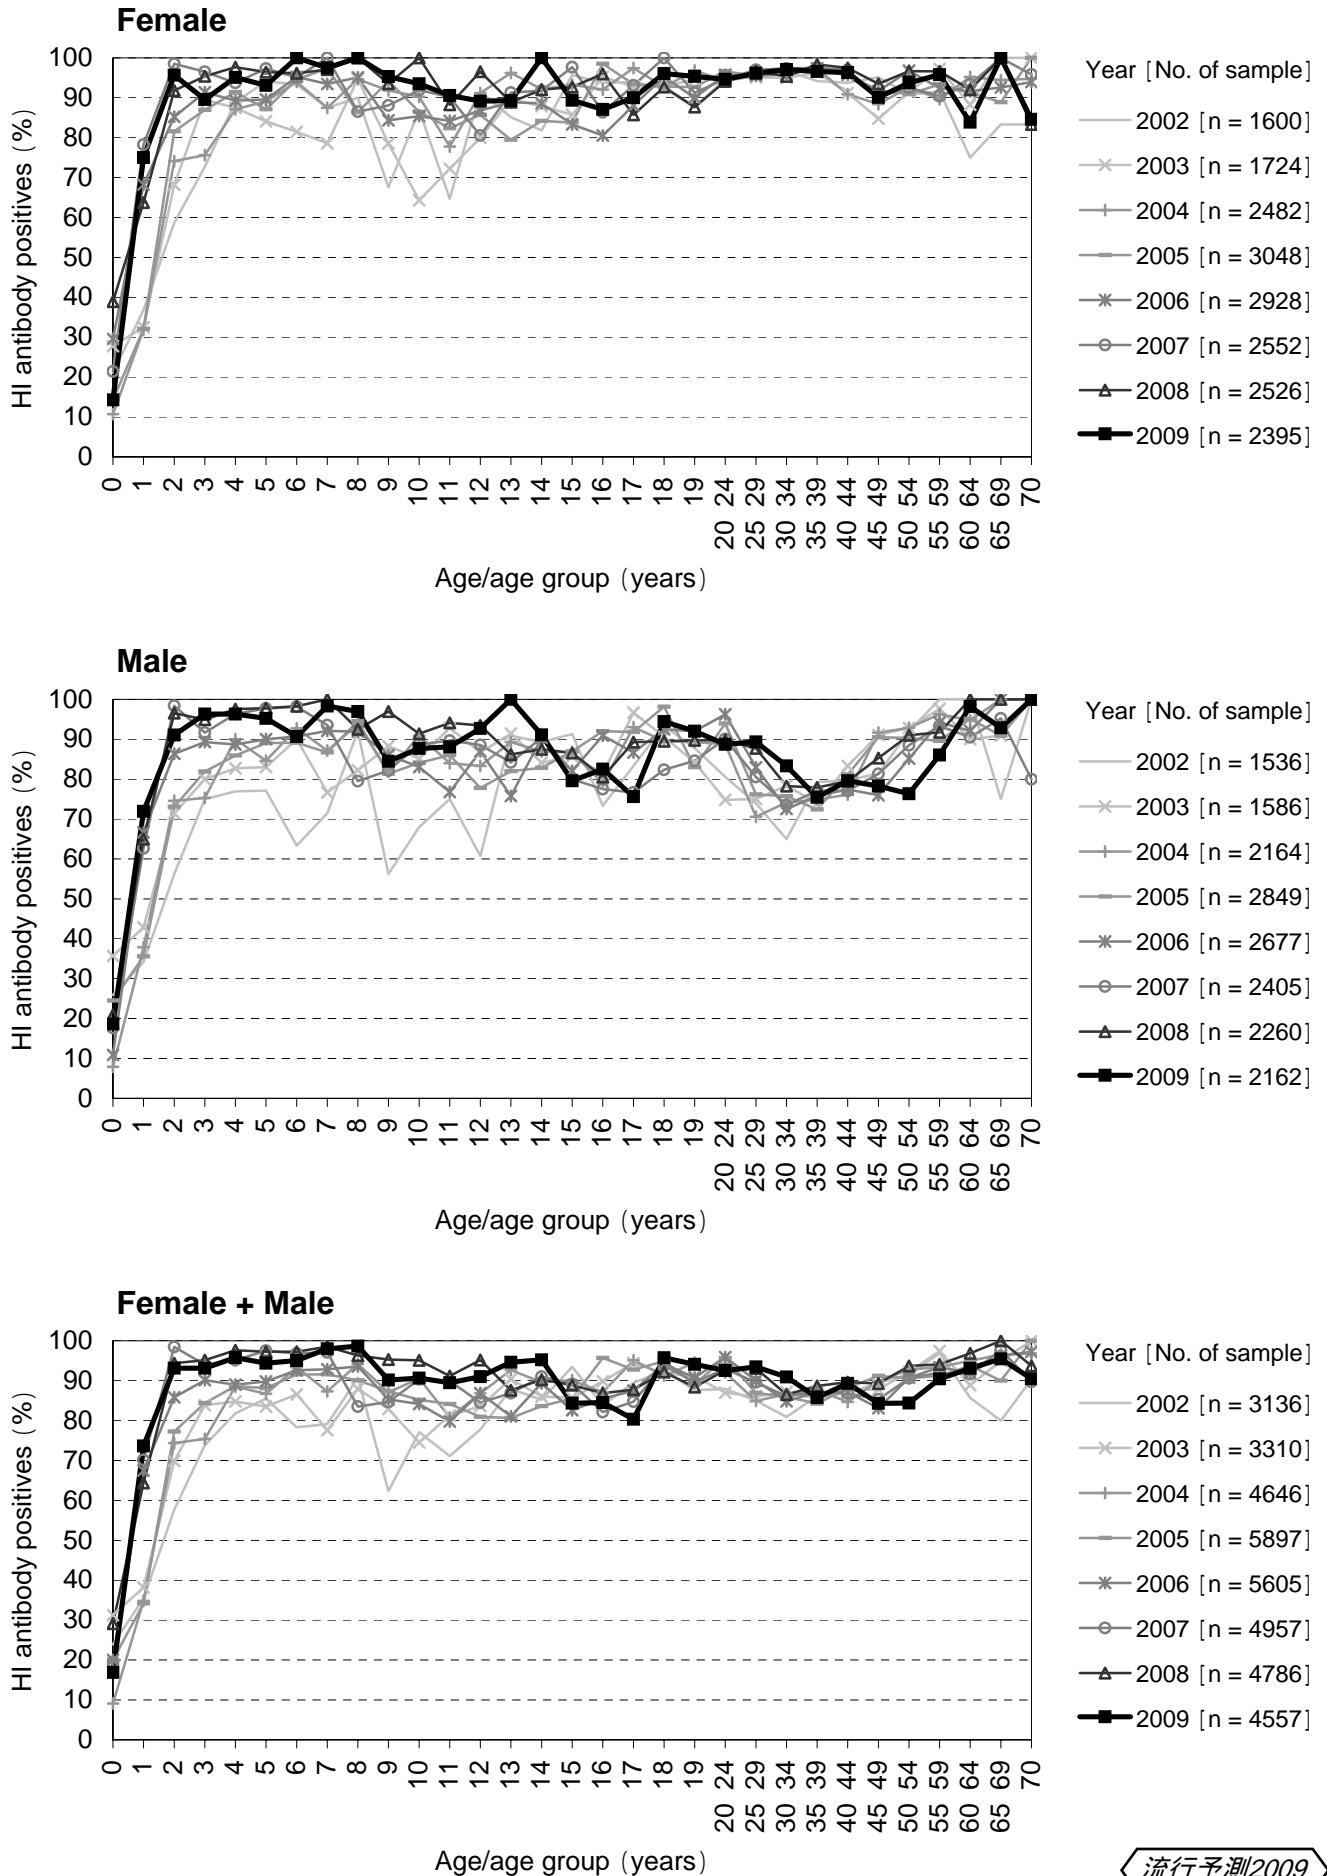 Female
HI antibody positives (%)
100
90
80
70
60
50
40
30
20
10
0
0 1 2 3 4 5 6 7 8 9 10 11 12 13 14 15 16 17 18 19 20 24 25 29 30 34 35 39 40 44 45 49 50 54 55 59 60 64 65 69 70
Age/age group (years)
Year [No. of sample]
2002 [n = 1600]
2003 [n = 1724]
2004 [n = 2482]
2005 [n = 3048]
2006 [n = 2928]
2007 [n = 2552]
2008 [n = 2526]
2009 [n = 2395]
Male
HI antibody positives (%)
100
90
80
70
60
50
40
30
20
10
0
0 1 2 3 4 5 6 7 8 9 10 11 12 13 14 15 16 17 18 19 20 24 25 29 30 34 35 39 40 44 45 49 50 54 55 59 60 64 65 69 70
Age/age group (years)
Year [No. of sample]
2002 [n = 1536]
2003 [n = 1586]
2004 [n = 2164]
2005 [n = 2849]
2006 [n = 2677]
2007 [n = 2405]
2008 [n = 2260]
2009 [n = 2162]
Female + Male
HI antibody positives (%)
100
90
80
70
60
50
40
30
20
10
0
0 1 2 3 4 5 6 7 8 9 10 11 12 13 14 15 16 17 18 19 20 24 25 29 30 34 35 39 40 44 45 49 50 54 55 59 60 64 65 69 70
Age/age group (years)
Year [No. of sample]
2002 [n = 3136]
2003 [n = 3310]
2004 [n = 4646]
2005 [n = 5897]
2006 [n = 5605]
2007 [n = 4957]
2008 [n = 4786]
2009 [n = 4557]
流行予測2009